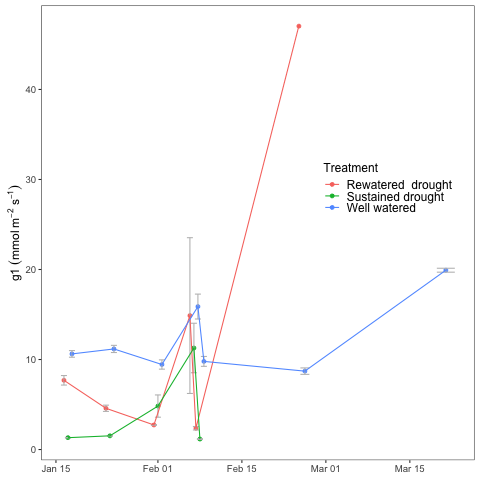 g1 (mmol m⁻² s⁻¹)
40
30
20
10
0
Treatment
Rewatered  drought
Sustained drought
Well watered
Jan 15
Feb 01
Feb 15
Mar 01
Mar 15